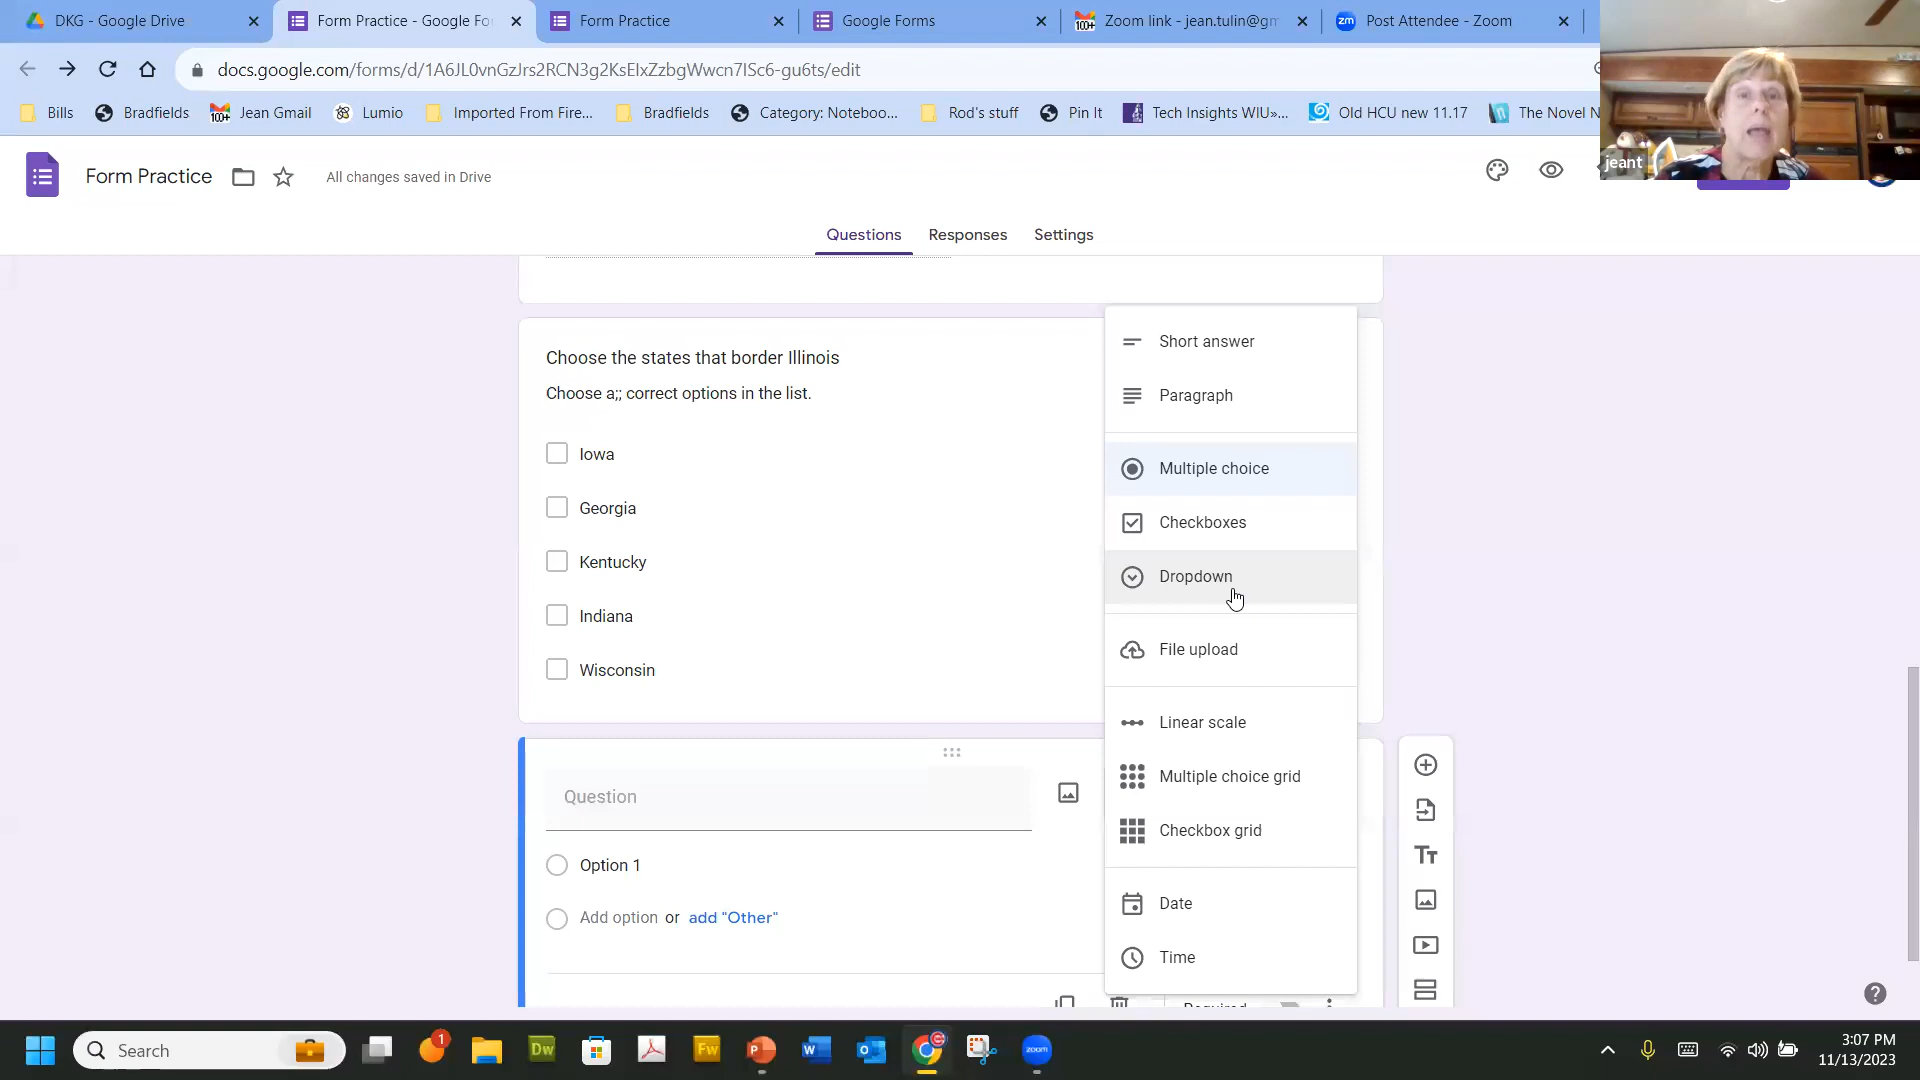 DKG - Google Drive
Form Practice - Google Fo
Form Practice
Google Forms
Zoom link - jean.tulin@gm
Post Attendee - Zoom
docs.google.com/forms/d/1A6JL0vnGzJrs2RCN3g2KsEIxZzbgWwcn7ISc6-gu6ts/edit
Bills
Bradfields
Jean Gmail
Lumio
Imported From Fire...
Bradfields
Category: Noteboo...
Rod's stuff
Pin It
Tech Insights WIU»...
Old HCU new 11.17
The Novel N
jeant
Form Practice
All changes saved in Drive
Questions
Responses
Settings
Choose the states that border Illinois
Choose a;; correct options in the list.
Iowa
Georgia
Kentucky
Indiana
Wisconsin
Short answer
Paragraph
Multiple choice
Checkboxes
Dropdown
File upload
Linear scale
Multiple choice grid
Checkbox grid
Date
Time
Question
Option 1
Add option or add "Other"
Required
Search
3:07 PM
11/13/2023